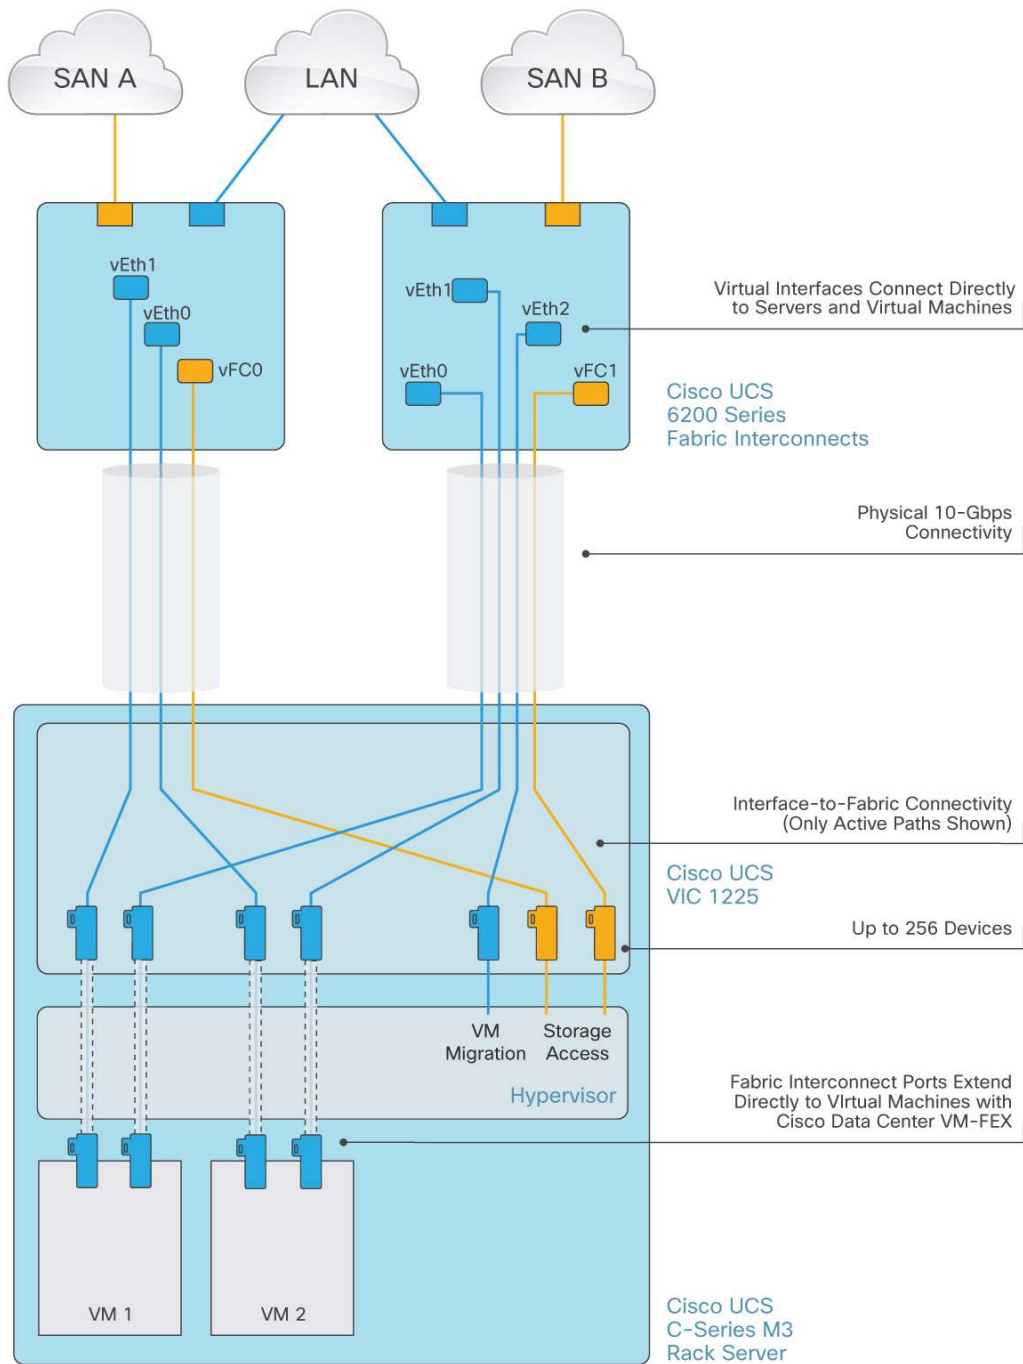 SAN A
LAN
SAN B
vEth1
vEth0
vFC0
vEth1
vEth2
vEth0
vFC1
Virtual Interfaces Connect Directly
to Servers and Virtual Machines
Cisco UCS
6200 Series
Fabric Interconnects
Physical 10-Gbps
Connectivity
Interface-to-Fabric Connectivity
(Only Active Paths Shown)
Cisco UCS
VIC 1225
Up to 256 Devices
VM
Migration
Storage
Access
Hypervisor
Fabric Interconnect Ports Extend
Directly to VIrtual Machines with
Cisco Data Center VM-FEX
VM 1
VM 2
Cisco UCS
C-Series M3
Rack Server